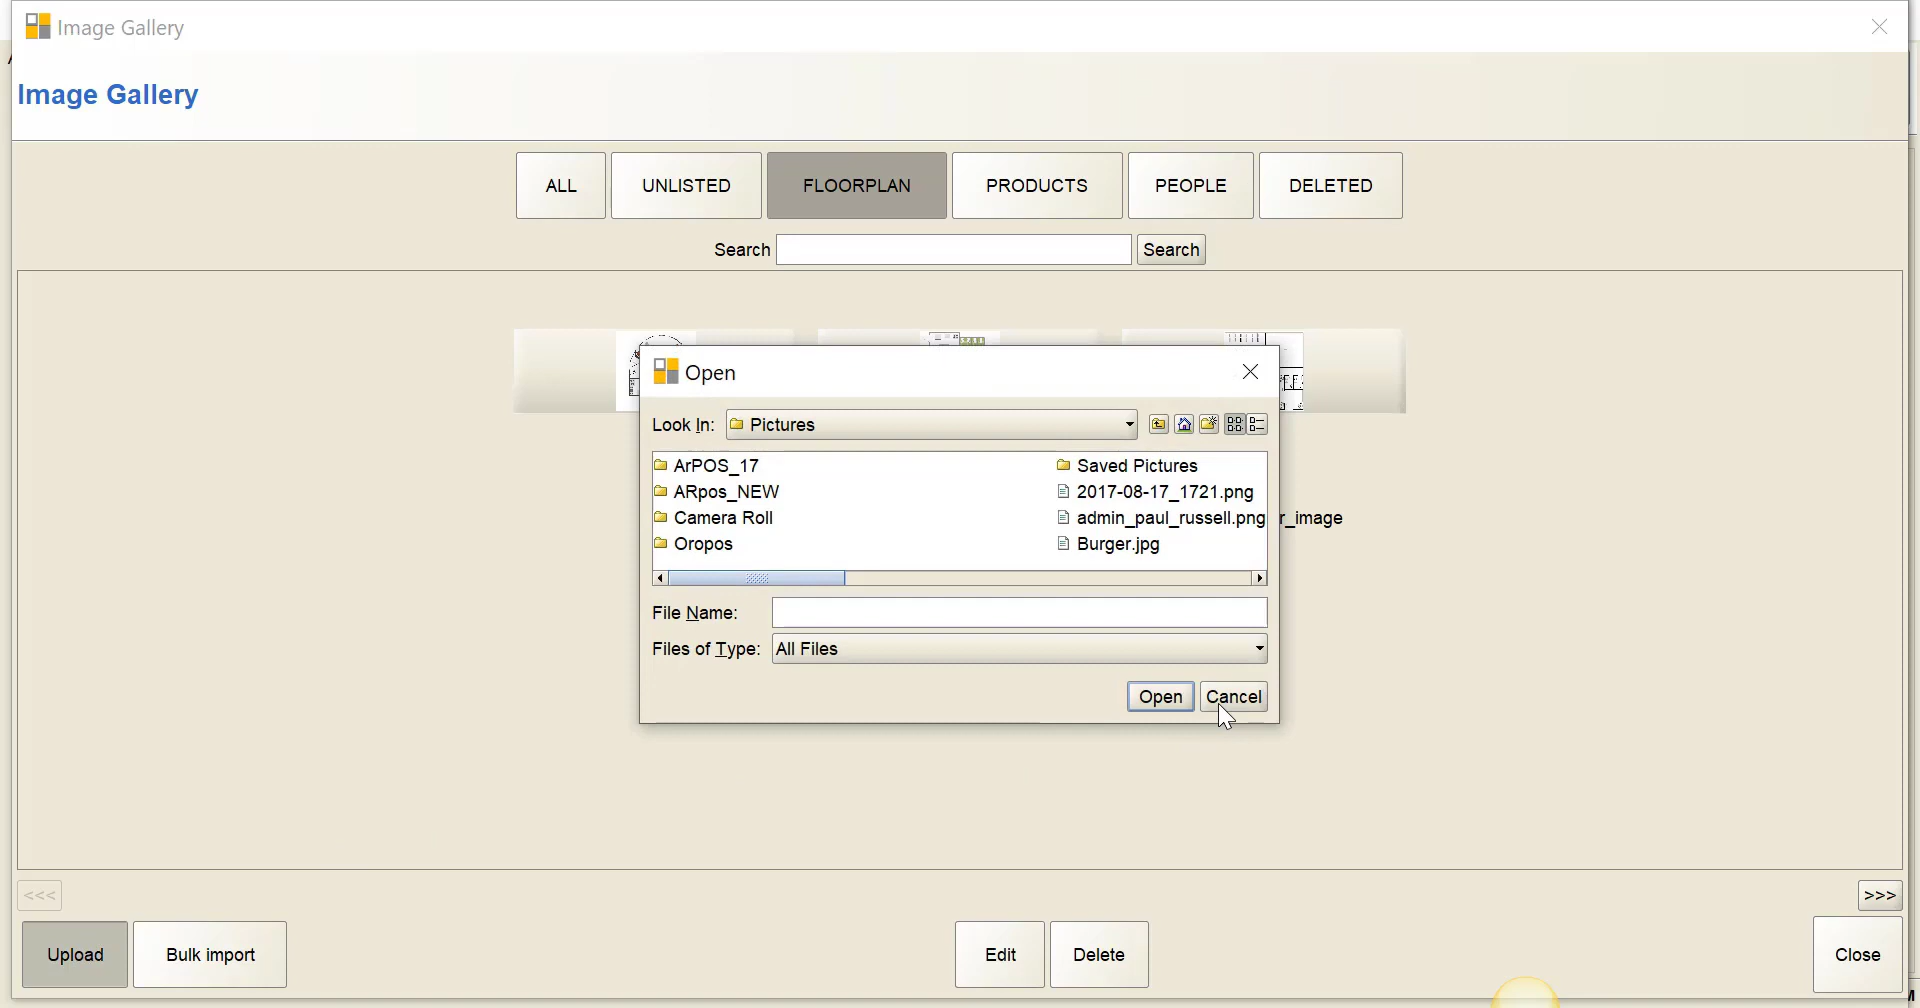 Image Gallery
Image Gallery
ALL UNLISTED FLOORPLAN PRODUCTS PEOPLE DELETED
Search Search
Open
Look In: Pictures
ArPOS_17 Saved Pictures
ARpos_NEW 2017-08-17_1721.png
Camera Roll admin_paul_russell.png r_image
Oropos Burger.jpg
File Name:
Files of Type: All Files
Open Cancel
<<< >>>
Upload Bulk import Edit Delete Close